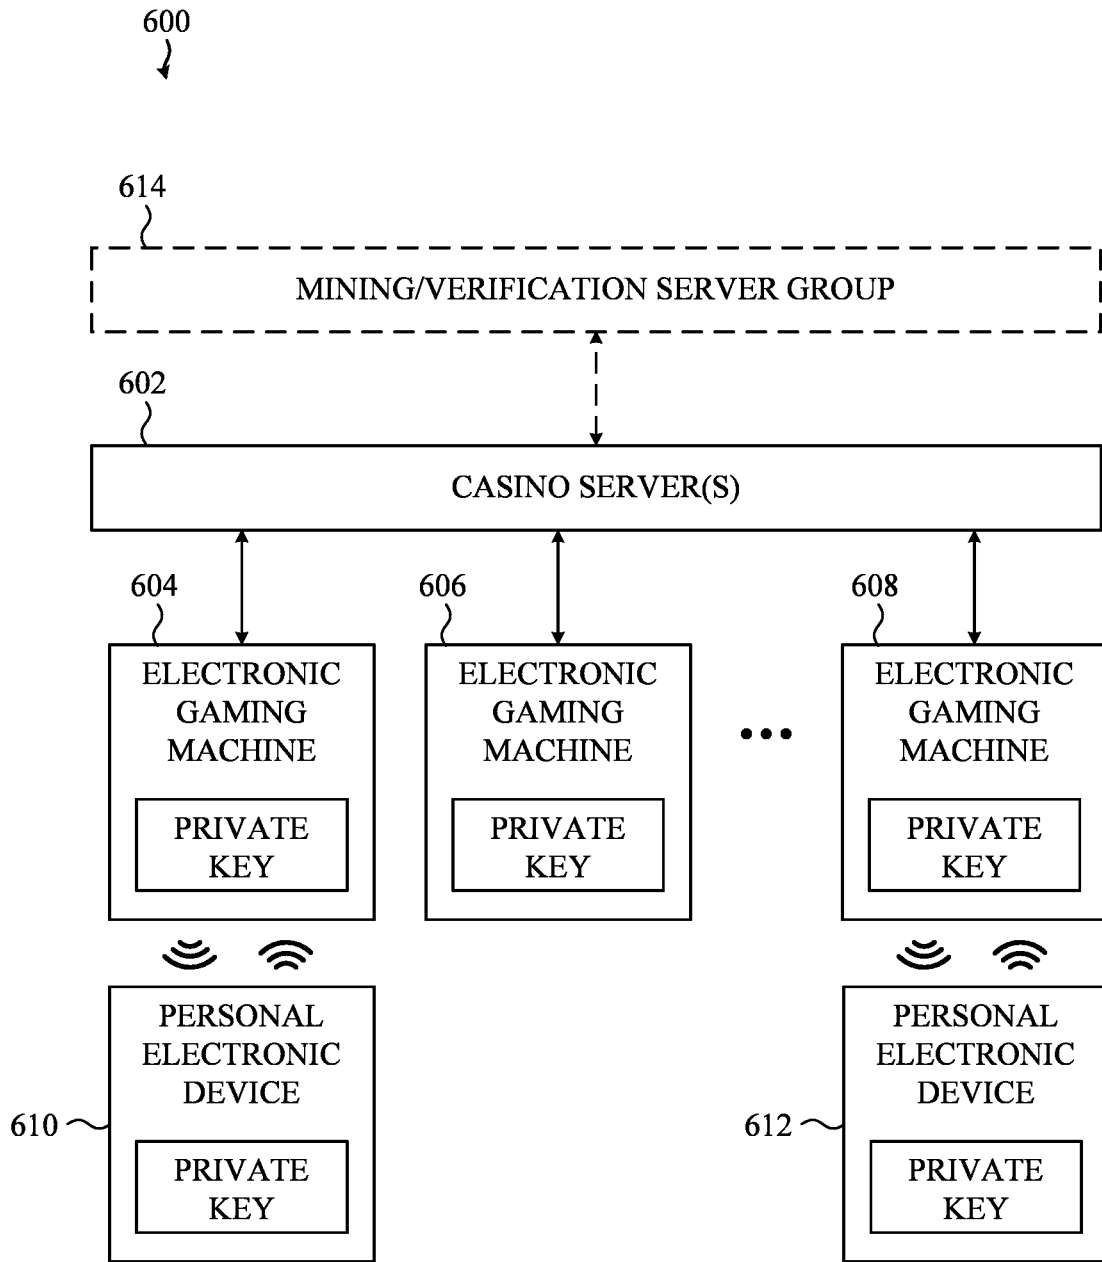 600
614
MINING/VERIFICATION SERVER GROUP
602
CASINO SERVER(S)
604
606
608
ELECTRONIC
GAMING
MACHINE
PRIVATE
KEY
ELECTRONIC
GAMING
MACHINE
PRIVATE
KEY
ELECTRONIC
GAMING
MACHINE
PRIVATE
KEY
PERSONAL
ELECTRONIC
DEVICE
610
PRIVATE
KEY
PERSONAL
ELECTRONIC
DEVICE
612
PRIVATE
KEY